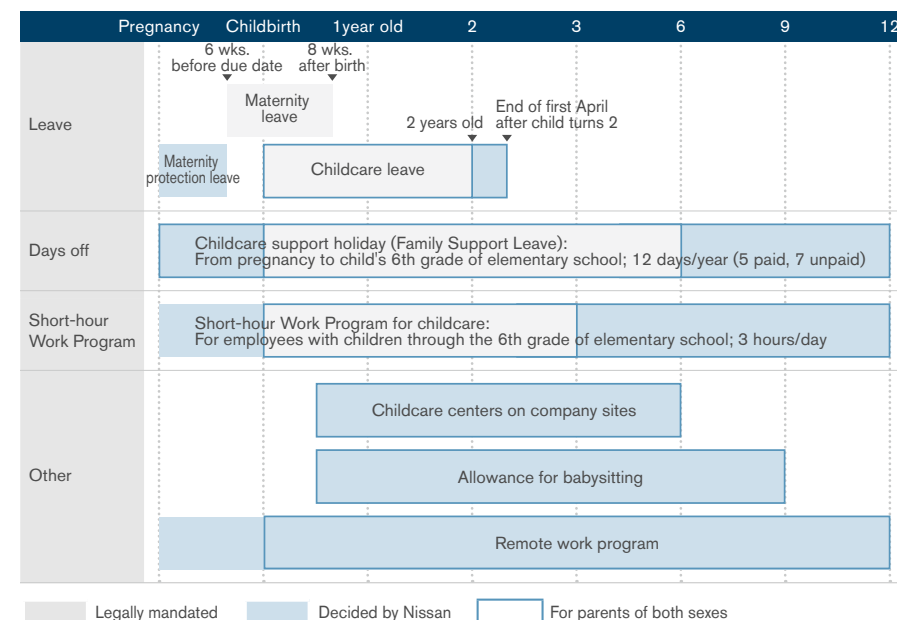 Pregnancy Childbirth 1year old 2 3 6 9 12
6 wks.
before due date
8 wks.
after birth
Maternity
leave
Leave
2 years old
End of first April
after child turns 2
Maternity
protection leave
Childcare leave
Days off
Childcare support holiday (Family Support Leave):
From pregnancy to child's 6th grade of elementary school; 12 days/year (5 paid, 7 unpaid)
Short-hour
Work Program
Short-hour Work Program for childcare:
For employees with children through the 6th grade of elementary school; 3 hours/day
Other
Childcare centers on company sites
Allowance for babysitting
Remote work program
Legally mandated
Decided by Nissan
For parents of both sexes